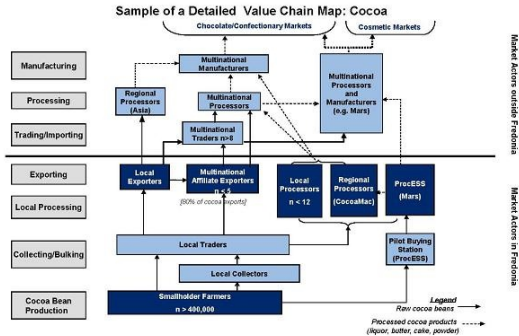 Sample of a Detailed Value Chain Map: Cocoa
Chocolate/Confectionary Markets
Cosmetic Markets
Manufacturing
Multinational
Manufacturers
Multinational
Processors
and
Manufacturers
(e.g. Mars)
Market Actors outside Fredonia
Processing
Regional
Processors
(Asia)
Multinational
Processors
Trading/Importing
Multinational
Traders n>8
Exporting
Local
Exporters
Multinational
Affiliate Exporters
n < 5
[80% of cocoa exports]
Local
Processors
n < 12
Regional
Processors
(CocoaMac)
ProcESS
(Mars)
Market Actors in Fredonia
Local Processing
Collecting/Bulking
Local Traders
Pilot Buying
Station
(ProcESS)
Local Collectors
Cocoa Bean
Production
Smallholder Farmers
n > 400,000
Legend
Raw cocoa beans
Processed cocoa products
(liquor, butter, cake, powder)